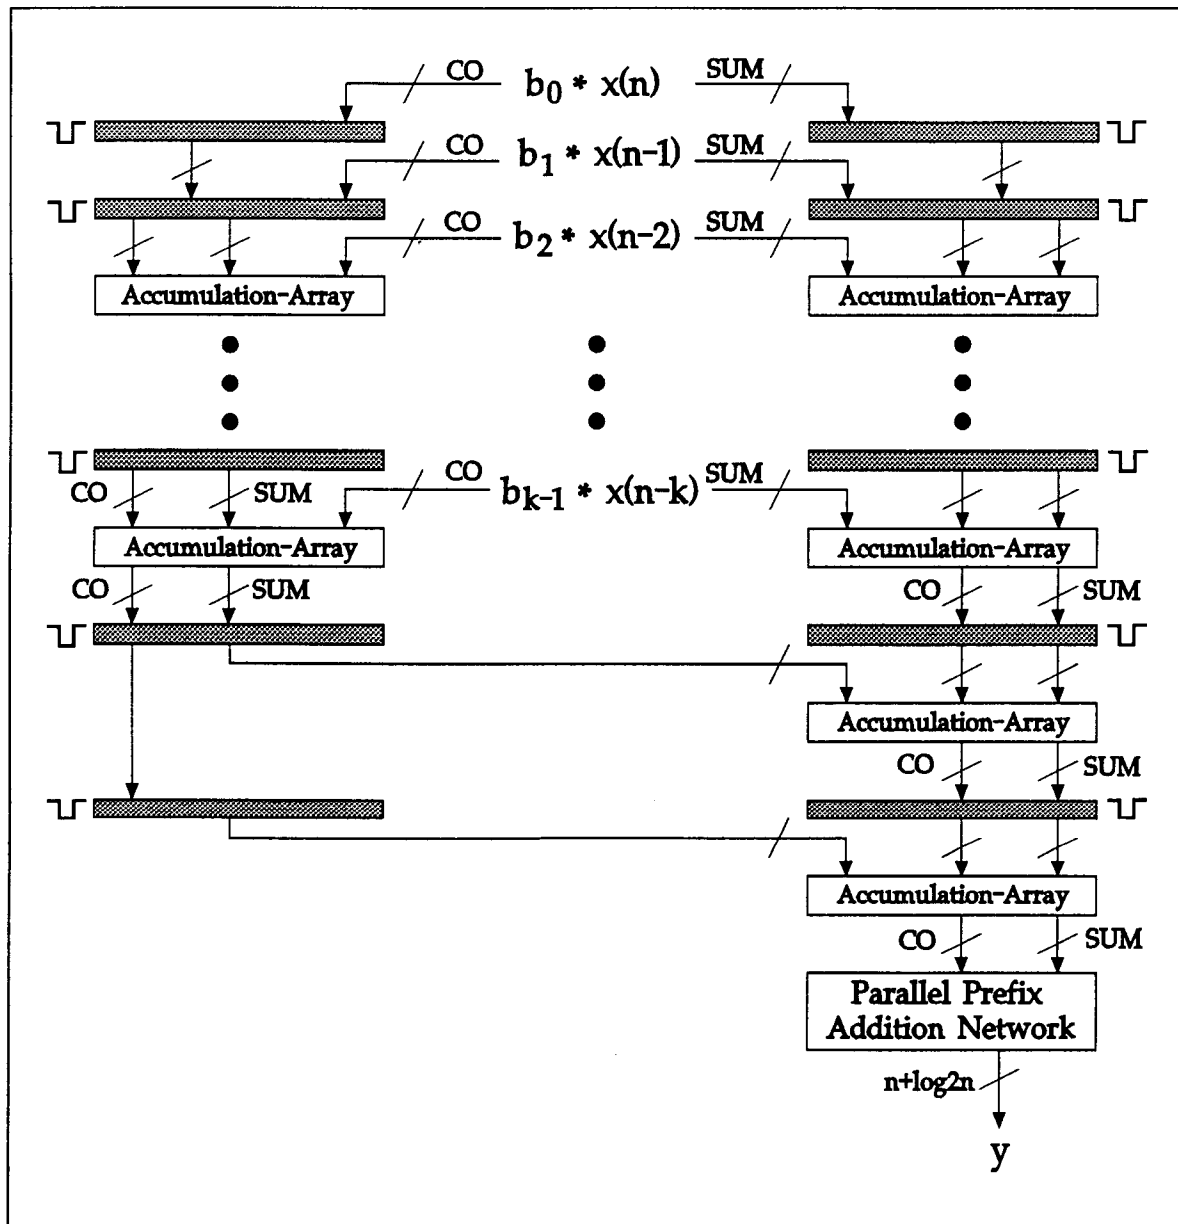 CO b₀ * x(n) SUM
CO b₁ * x(n-1) SUM
CO b₂ * x(n-2) SUM
Accumulation-Array Accumulation-Array
CO SUM CO b_{k-1} * x(n-k) SUM
Accumulation-Array Accumulation-Array
CO SUM CO SUM
Accumulation-Array
CO SUM
Accumulation-Array
CO SUM
Parallel Prefix
Addition Network
n+log2n
y